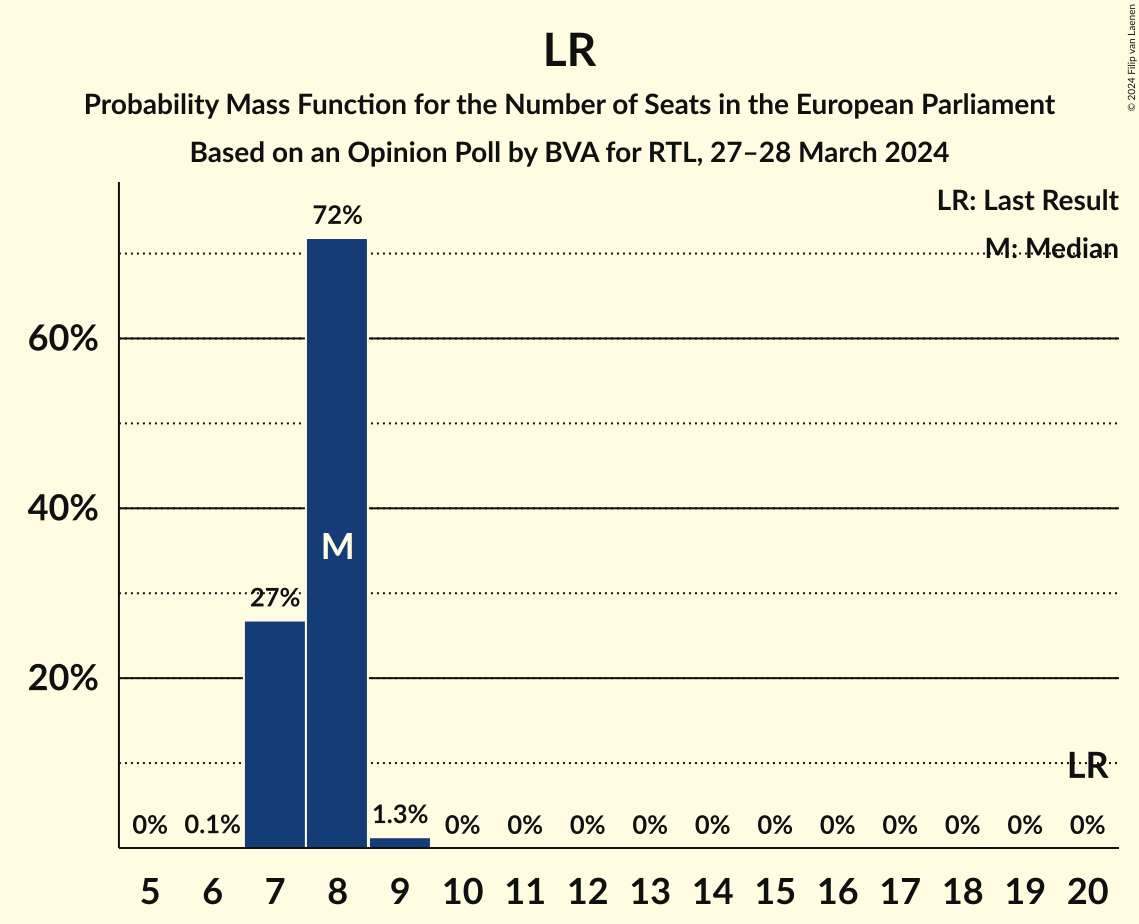 LR
Probability Mass Function for the Number of Seats in the European Parliament
Based on an Opinion Poll by BVA for RTL, 27–28 March 2024
© 2024 Filip van Laenen
LR: Last Result
M: Median
72%
60%
40%
M
27%
20%
LR
0% 0.1% 1.3% 0% 0% 0% 0% 0% 0% 0% 0% 0% 0% 0%
5 6 7 8 9 10 11 12 13 14 15 16 17 18 19 20